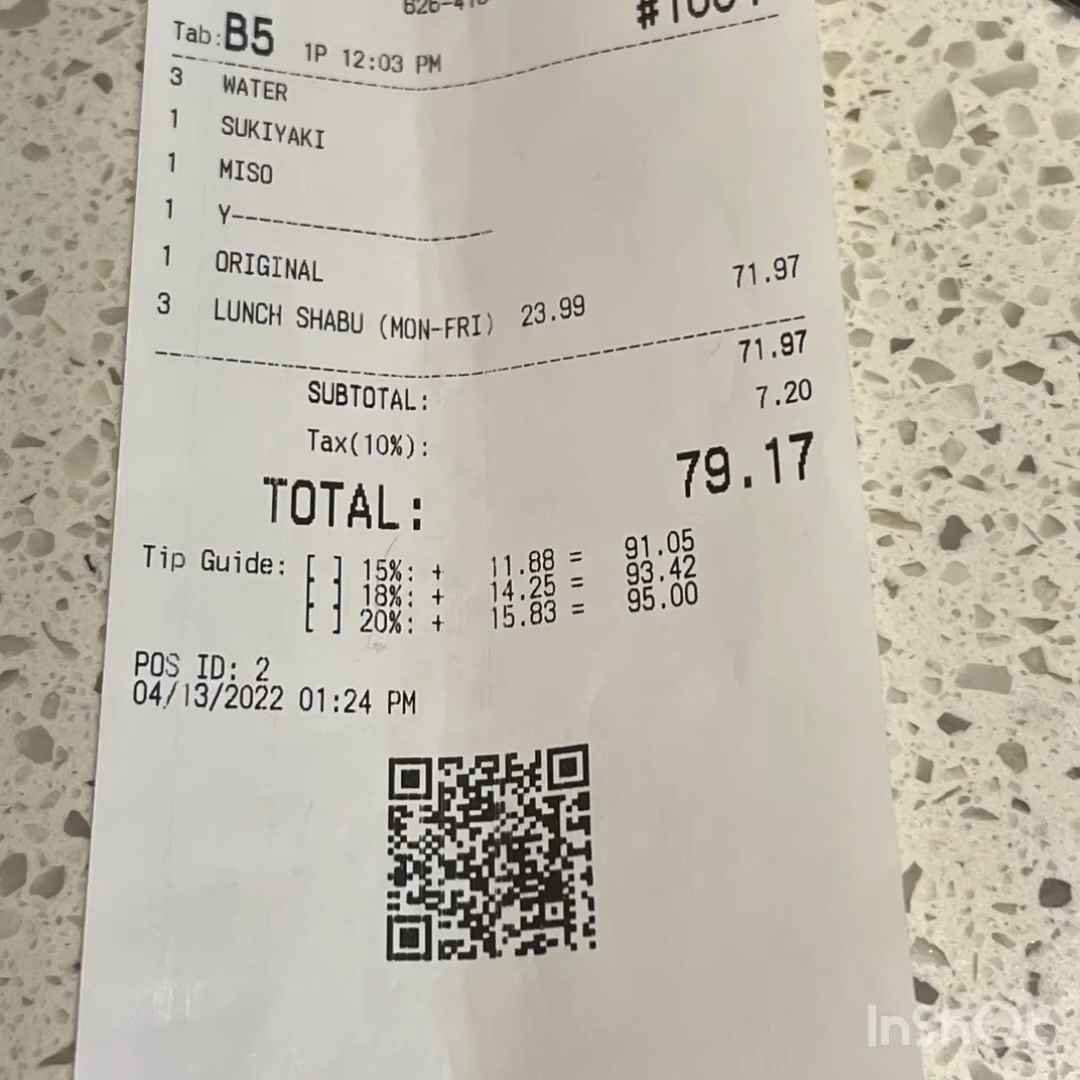 Tab:B5 1P 12:03 PM
3 WATER
1 SUKIYAKI
1 MISO
1 Y--------------------
1 ORIGINAL
3 LUNCH SHABU (MON-FRI) 23.99 71.97
SUBTOTAL: 71.97
Tax(10%): 7.20
TOTAL: 79.17
Tip Guide: [ ] 15%: + 11.88 = 91.05
[ ] 18%: + 14.25 = 93.42
[ ] 20%: + 15.83 = 95.00
POS ID: 2
04/13/2022 01:24 PM
InShOt